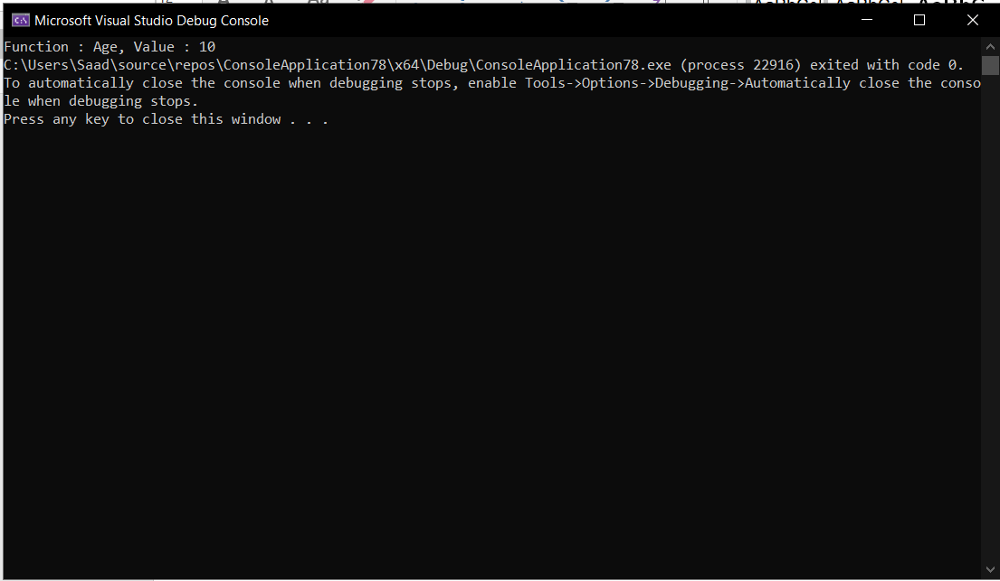 Microsoft Visual Studio Debug Console
Function : Age, Value : 10
C:\Users\Saad\source\repos\ConsoleApplication78\x64\Debug\ConsoleApplication78.exe (process 22916) exited with code 0.
To automatically close the console when debugging stops, enable Tools->Options->Debugging->Automatically close the conso
le when debugging stops.
Press any key to close this window . . .